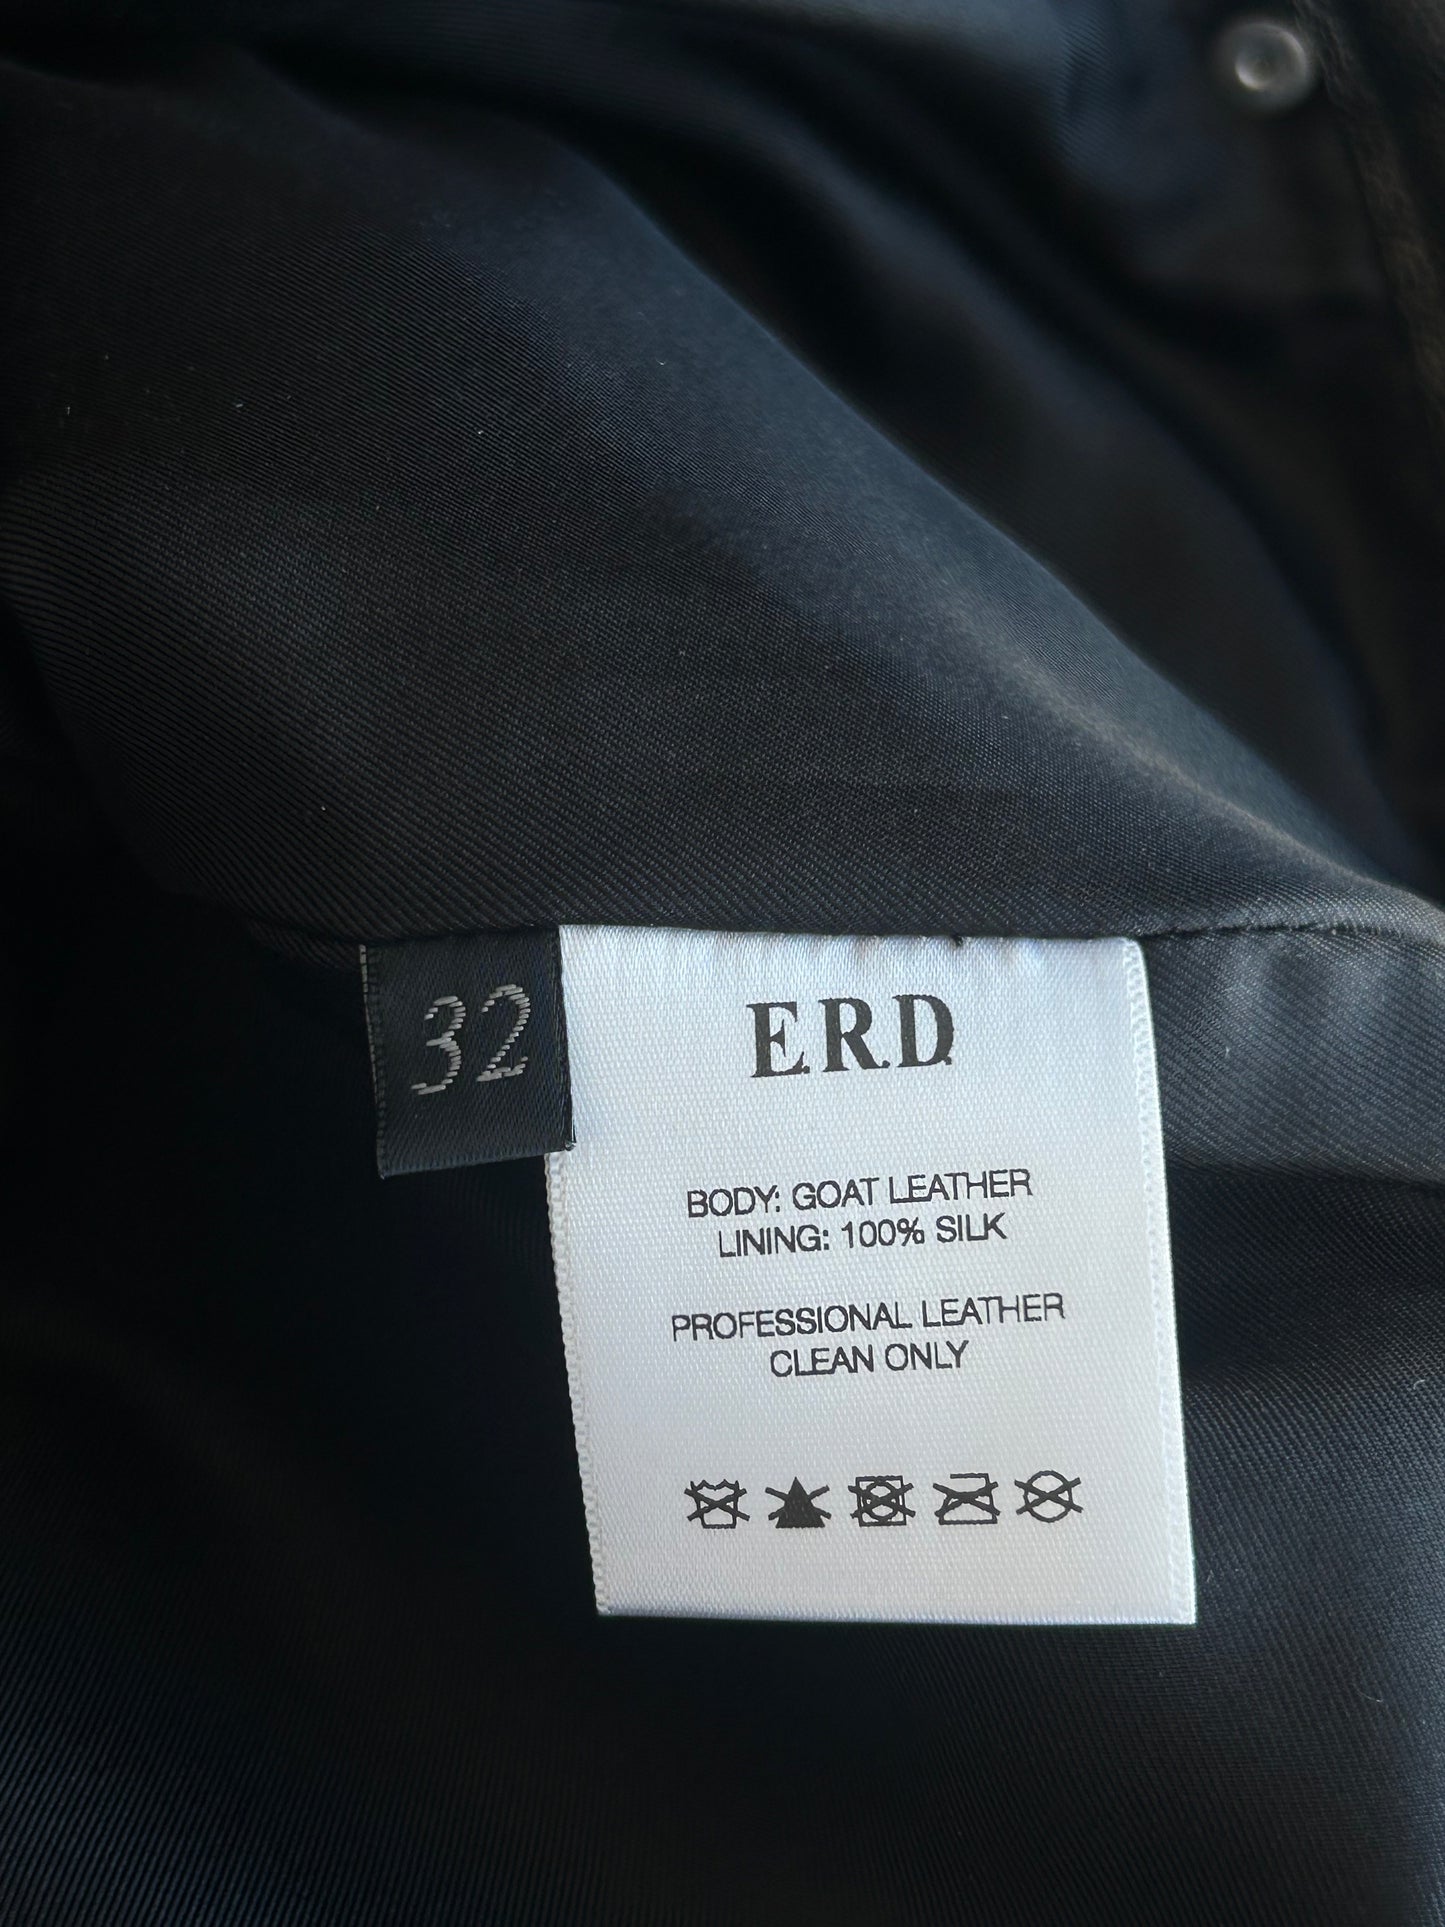 32
E.R.D.
BODY: GOAT LEATHER
LINING: 100% SILK
PROFESSIONAL LEATHER
CLEAN ONLY